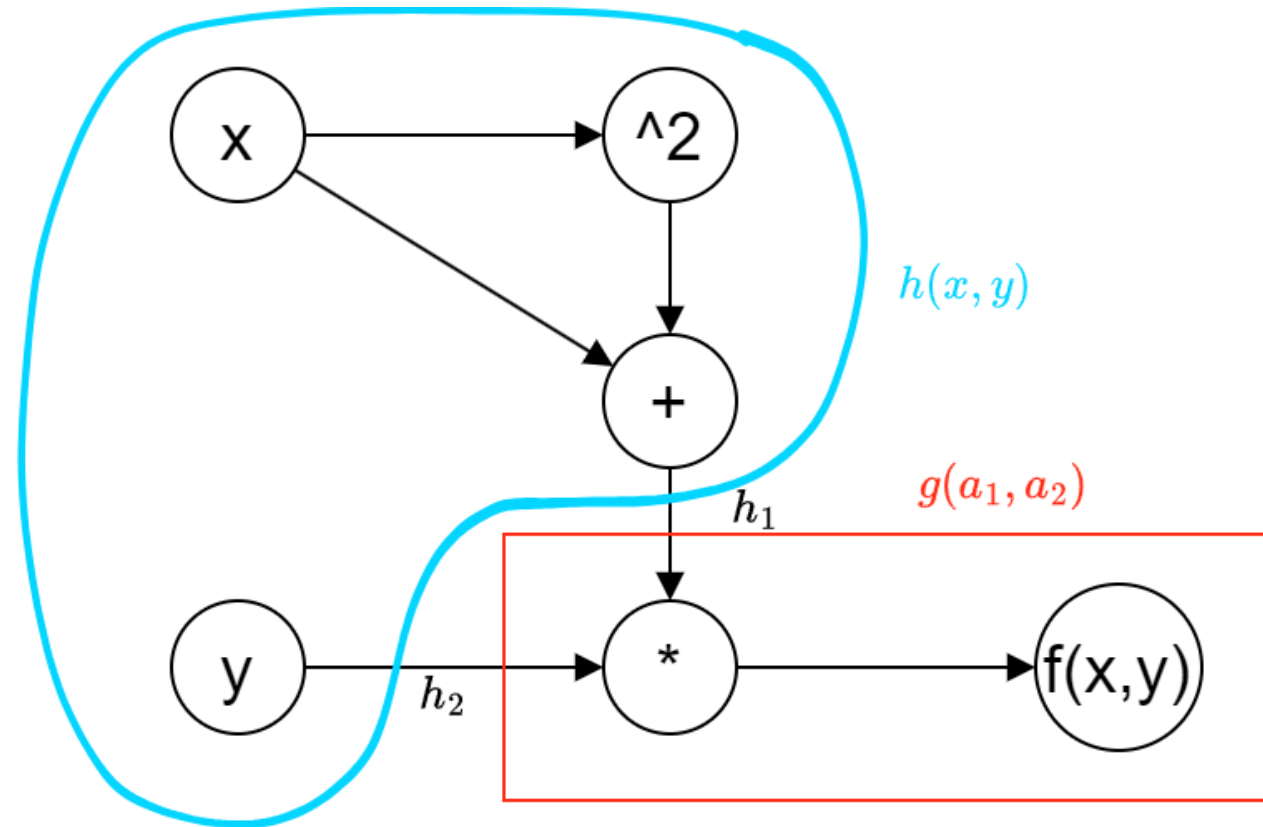 x
^2
h(x, y)
+
g(a₁, a₂)
h₁
y
*
f(x,y)
h₂